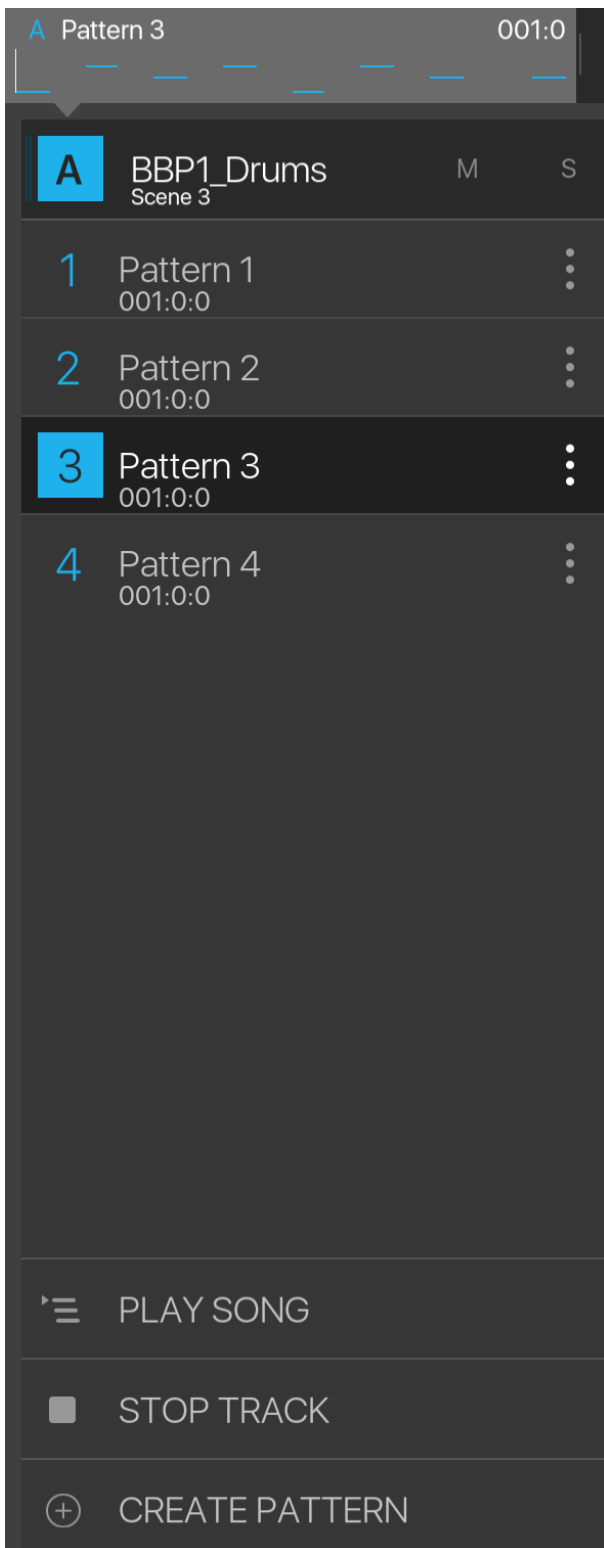 A Pattern 3 001:0
A BBP1_Drums M S
Scene 3
1 Pattern 1
001:0:0
2 Pattern 2
001:0:0
3 Pattern 3
001:0:0
4 Pattern 4
001:0:0
PLAY SONG
STOP TRACK
CREATE PATTERN